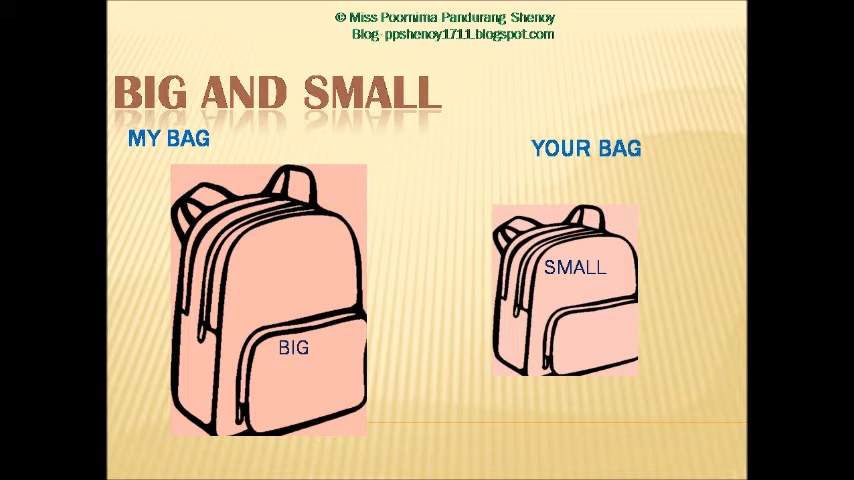 © Miss Poornima Pandurang Shenoy
Blog- ppshenoy1711.blogspot.com
BIG AND SMALL
MY BAG
YOUR BAG
SMALL
BIG